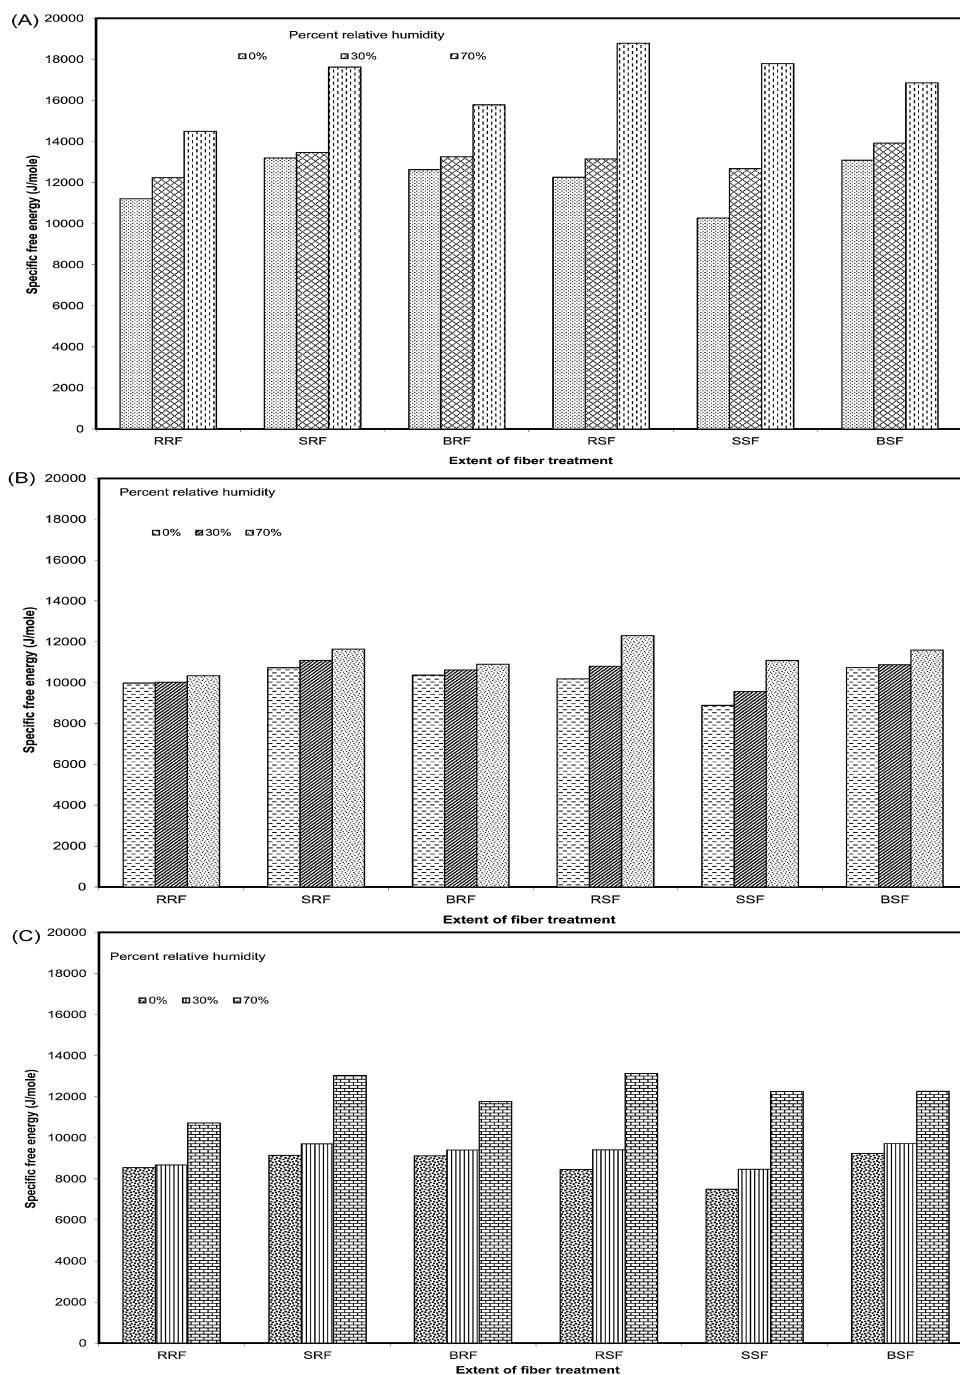 (A)
20000
Percent relative humidity
18000
0% 30% 70%
16000
14000
12000
10000
8000
6000
4000
2000
0
Specific free energy (J/mole)
RRF SRF BRF RSF SSF BSF
Extent of fiber treatment
(B)
20000
Percent relative humidity
18000
0% 30% 70%
16000
14000
12000
10000
8000
6000
4000
2000
0
Specific free energy (J/mole)
RRF SRF BRF RSF SSF BSF
Extent of fiber treatment
(C)
20000
Percent relative humidity
18000
0% 30% 70%
16000
14000
12000
10000
8000
6000
4000
2000
0
Specific free energy (J/mole)
RRF SRF BRF RSF SSF BSF
Extent of fiber treatment